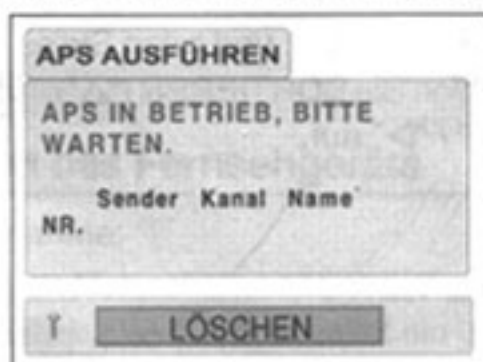 APS AUSFÜHREN
APS IN BETRIEB, BITTE
WARTEN.
Sender Kanal Name
NR.
LÖSCHEN